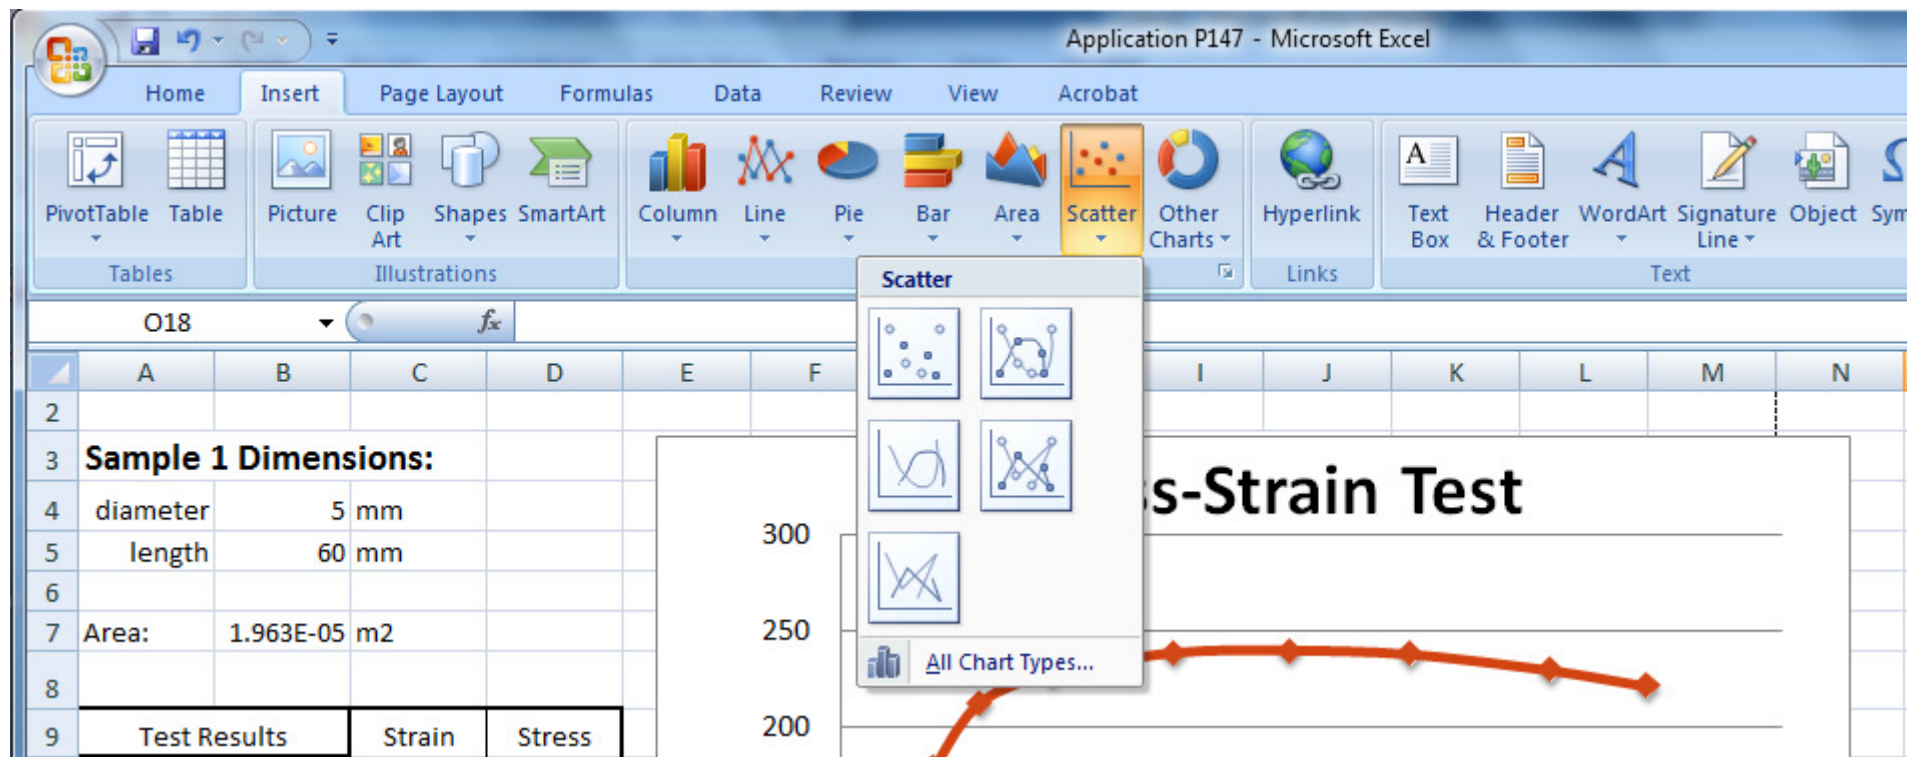 Application P147 - Microsoft Excel
Home Insert Page Layout Formulas Data Review View Acrobat
PivotTable Table Picture Clip Art Shapes SmartArt Column Line Pie Bar Area Scatter Other Charts Hyperlink Text Box Header & Footer WordArt Signature Line Object Sym
Tables Illustrations Links Text
Scatter
O18 fx
A B C D E F I J K L M N
2
3 Sample 1 Dimensions:
s-Strain Test
4 diameter 5 mm
300
5 length 60 mm
6
7 Area: 1.963E-05 m2
250
All Chart Types...
8
9 Test Results Strain Stress
200
A